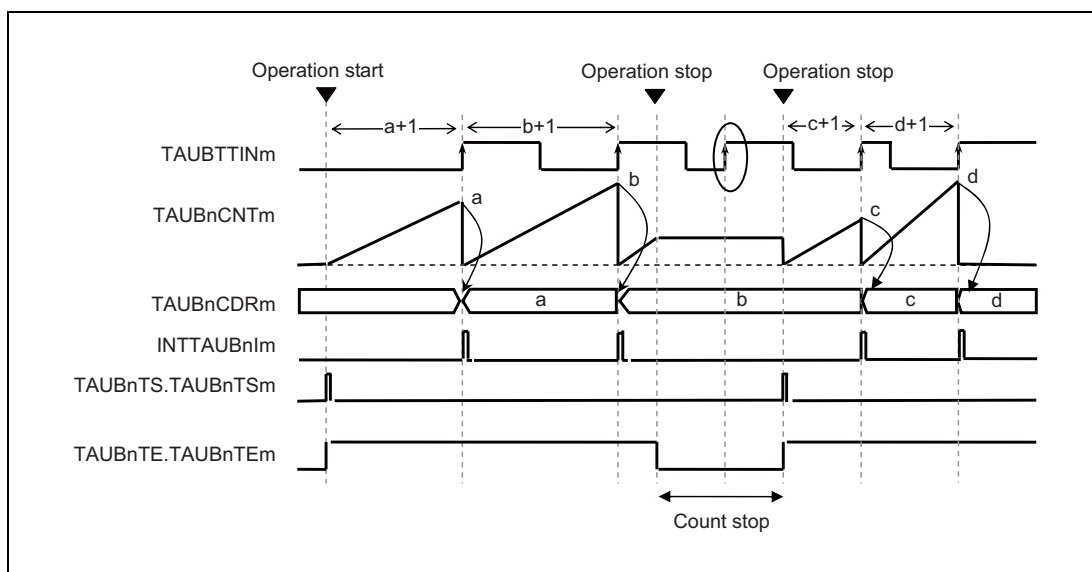 Operation start
Operation stop
Operation stop
a+1
b+1
c+1
d+1
TAUBTTINm
TAUBnCNTm
a
b
c
d
TAUBnCDRm
a
b
c
d
INTTAUBnIm
TAUBnTS.TAUBnTSm
TAUBnTE.TAUBnTEm
Count stop